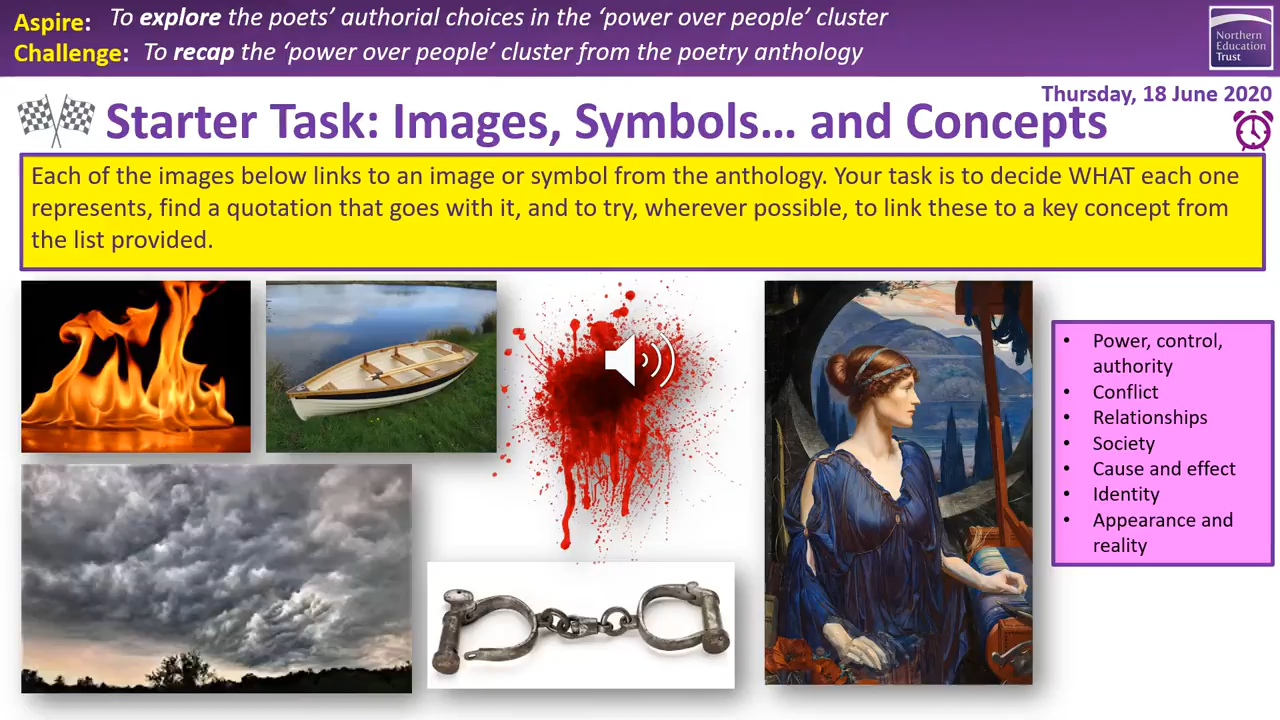 Aspire: To explore the poets' authorial choices in the 'power over people' cluster
Challenge: To recap the 'power over people' cluster from the poetry anthology
Northern
Education
Trust
Thursday, 18 June 2020
Starter Task: Images, Symbols… and Concepts
Each of the images below links to an image or symbol from the anthology. Your task is to decide WHAT each one
represents, find a quotation that goes with it, and to try, wherever possible, to link these to a key concept from
the list provided.
• Power, control,
authority
• Conflict
• Relationships
• Society
• Cause and effect
• Identity
• Appearance and
reality